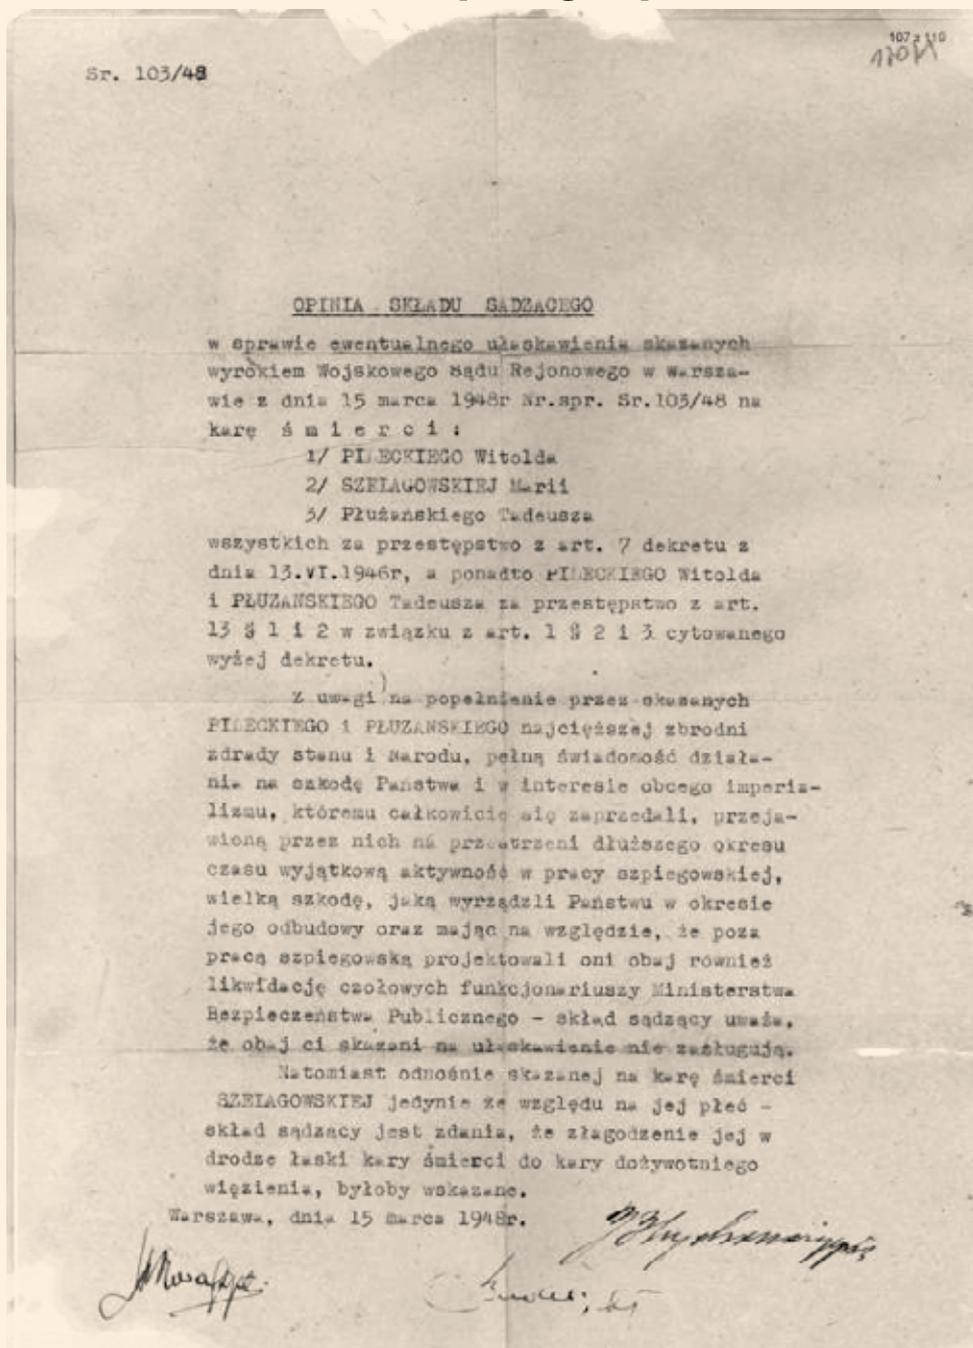 107 z 110
Sr. 103/48
OPINIA SKŁADU SĄDZĄCEGO
w sprawie ewentualnego ułaskawienia skazanych
wyrokiem Wojskowego Sądu Rejonowego w Warsza-
wie z dnia 15 marca 1948r Nr.spr. Sr.103/48 na
karę ś m i e r c i :
1/ PILECKIEGO Witolda
2/ SZELĄGOWSKIEJ Marii
3/ Płużańskiego Tadeusza
wszystkich za przestępstwo z art. 7 dekretu z
dnia 13.VI.1946r, a ponadto PILECKIEGO Witolda
i PŁUŻAŃSKIEGO Tadeusza za przestępstwo z art.
13 § 1 i 2 w związku z art. 1 § 2 i 3 cytowanego
wyżej dekretu.
Z uwagi na popełnienie przez skazanych
PILECKIEGO i PŁUŻAŃSKIEGO najcięższej zbrodni
zdrady stanu i Narodu, pełną świadomość działa-
nia na szkodę Państwa i w interesie obcego imperia-
lizmu, któremu całkowicie się zaprzedali, przeja-
wioną przez nich na przestrzeni dłuższego okresu
czasu wyjątkową aktywność w pracy szpiegowskiej,
wielką szkodę, jaką wyrządzli Państwu w okresie
jego odbudowy oraz mając na względzie, że poza
pracą szpiegowską projektowali oni obaj również
likwidację czołowych funkcjonariuszy Ministerstwa
Bezpieczeństwa Publicznego - skład sądzący uważa,
że obaj ci skazani na ułaskawienie nie zasługują.
Natomiast odnośnie skazanej na karę śmierci
SZELĄGOWSKIEJ jedynie ze względu na jej płeć -
skład sądzący jest zdania, że złagodzenie jej w
drodze łaski kary śmierci do kary dożywotniego
więzienia, byłoby wskazane.
Warszawa, dnia 15 marca 1948r.